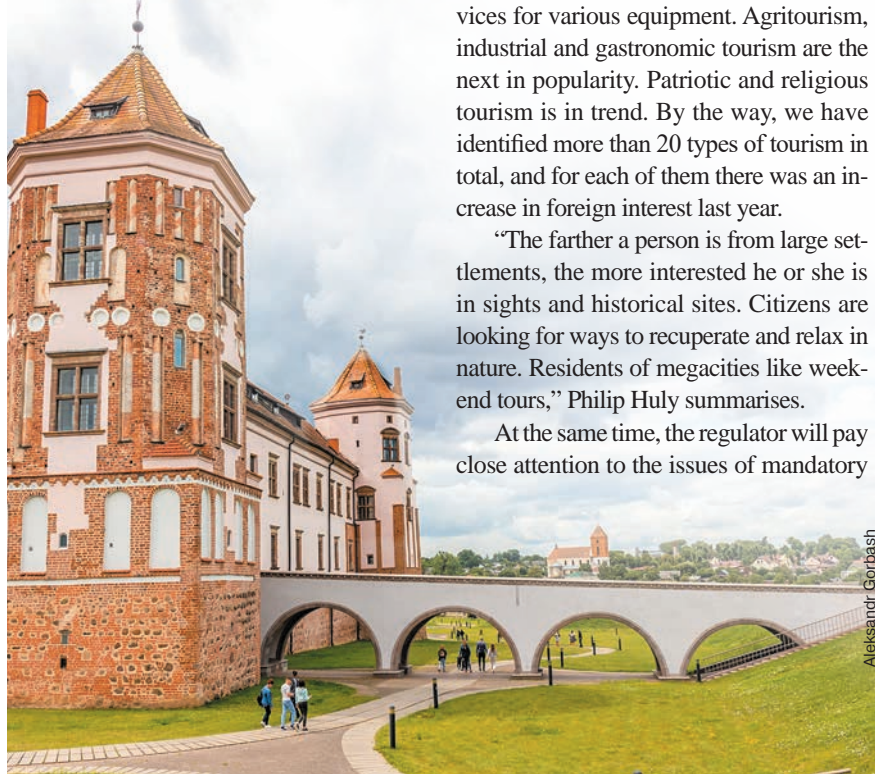 vices for various equipment. Agritourism,
industrial and gastronomic tourism are the
next in popularity. Patriotic and religious
tourism is in trend. By the way, we have
identified more than 20 types of tourism in
total, and for each of them there was an in-
crease in foreign interest last year.
“The farther a person is from large set-
tlements, the more interested he or she is
in sights and historical sites. Citizens are
looking for ways to recuperate and relax in
nature. Residents of megacities like week-
end tours,” Philip Huly summarises.
At the same time, the regulator will pay
close attention to the issues of mandatory
Aleksandr Gorbash